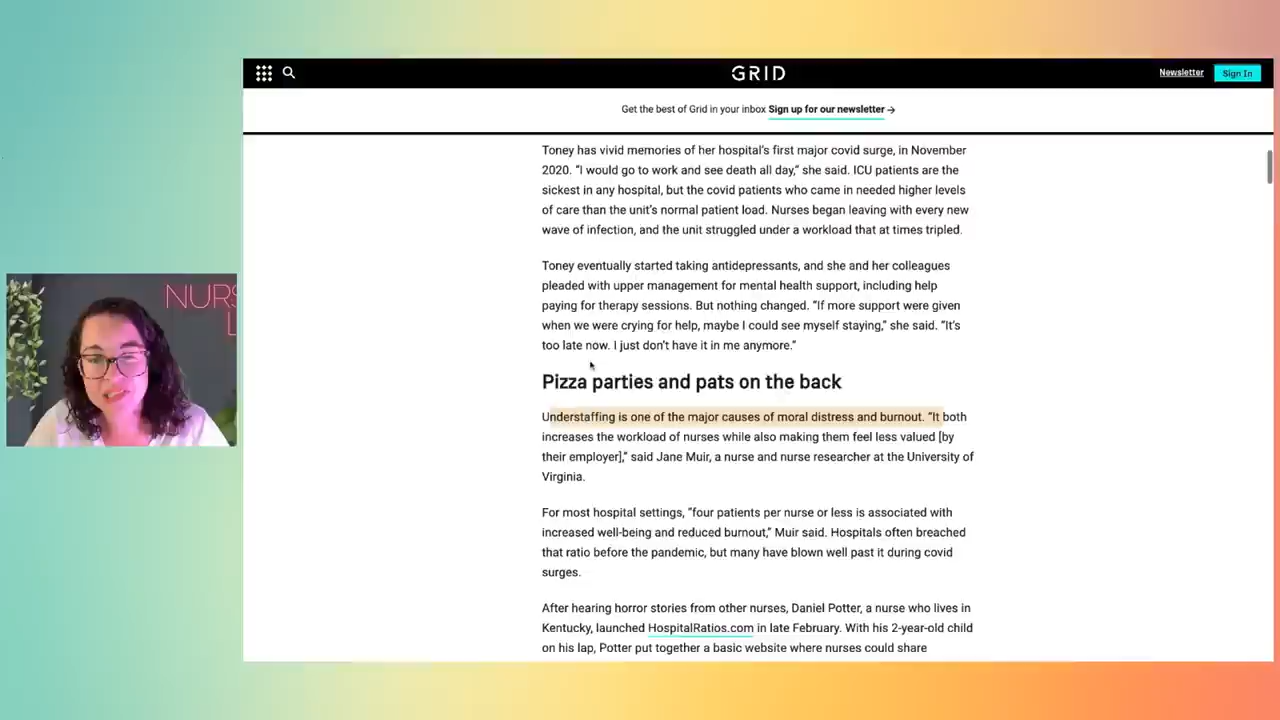 GRID
Newsletter
Sign In
Get the best of Grid in your inbox Sign up for our newsletter →
Toney has vivid memories of her hospital's first major covid surge, in November
2020. “I would go to work and see death all day,” she said. ICU patients are the
sickest in any hospital, but the covid patients who came in needed higher levels
of care than the unit's normal patient load. Nurses began leaving with every new
wave of infection, and the unit struggled under a workload that at times tripled.
Toney eventually started taking antidepressants, and she and her colleagues
pleaded with upper management for mental health support, including help
paying for therapy sessions. But nothing changed. “If more support were given
when we were crying for help, maybe I could see myself staying,” she said. “It's
too late now. I just don't have it in me anymore.”
Pizza parties and pats on the back
Understaffing is one of the major causes of moral distress and burnout. “It both
increases the workload of nurses while also making them feel less valued [by
their employer],” said Jane Muir, a nurse and nurse researcher at the University of
Virginia.
For most hospital settings, “four patients per nurse or less is associated with
increased well-being and reduced burnout,” Muir said. Hospitals often breached
that ratio before the pandemic, but many have blown well past it during covid
surges.
After hearing horror stories from other nurses, Daniel Potter, a nurse who lives in
Kentucky, launched HospitalRatios.com in late February. With his 2-year-old child
on his lap, Potter put together a basic website where nurses could share
NURS
L